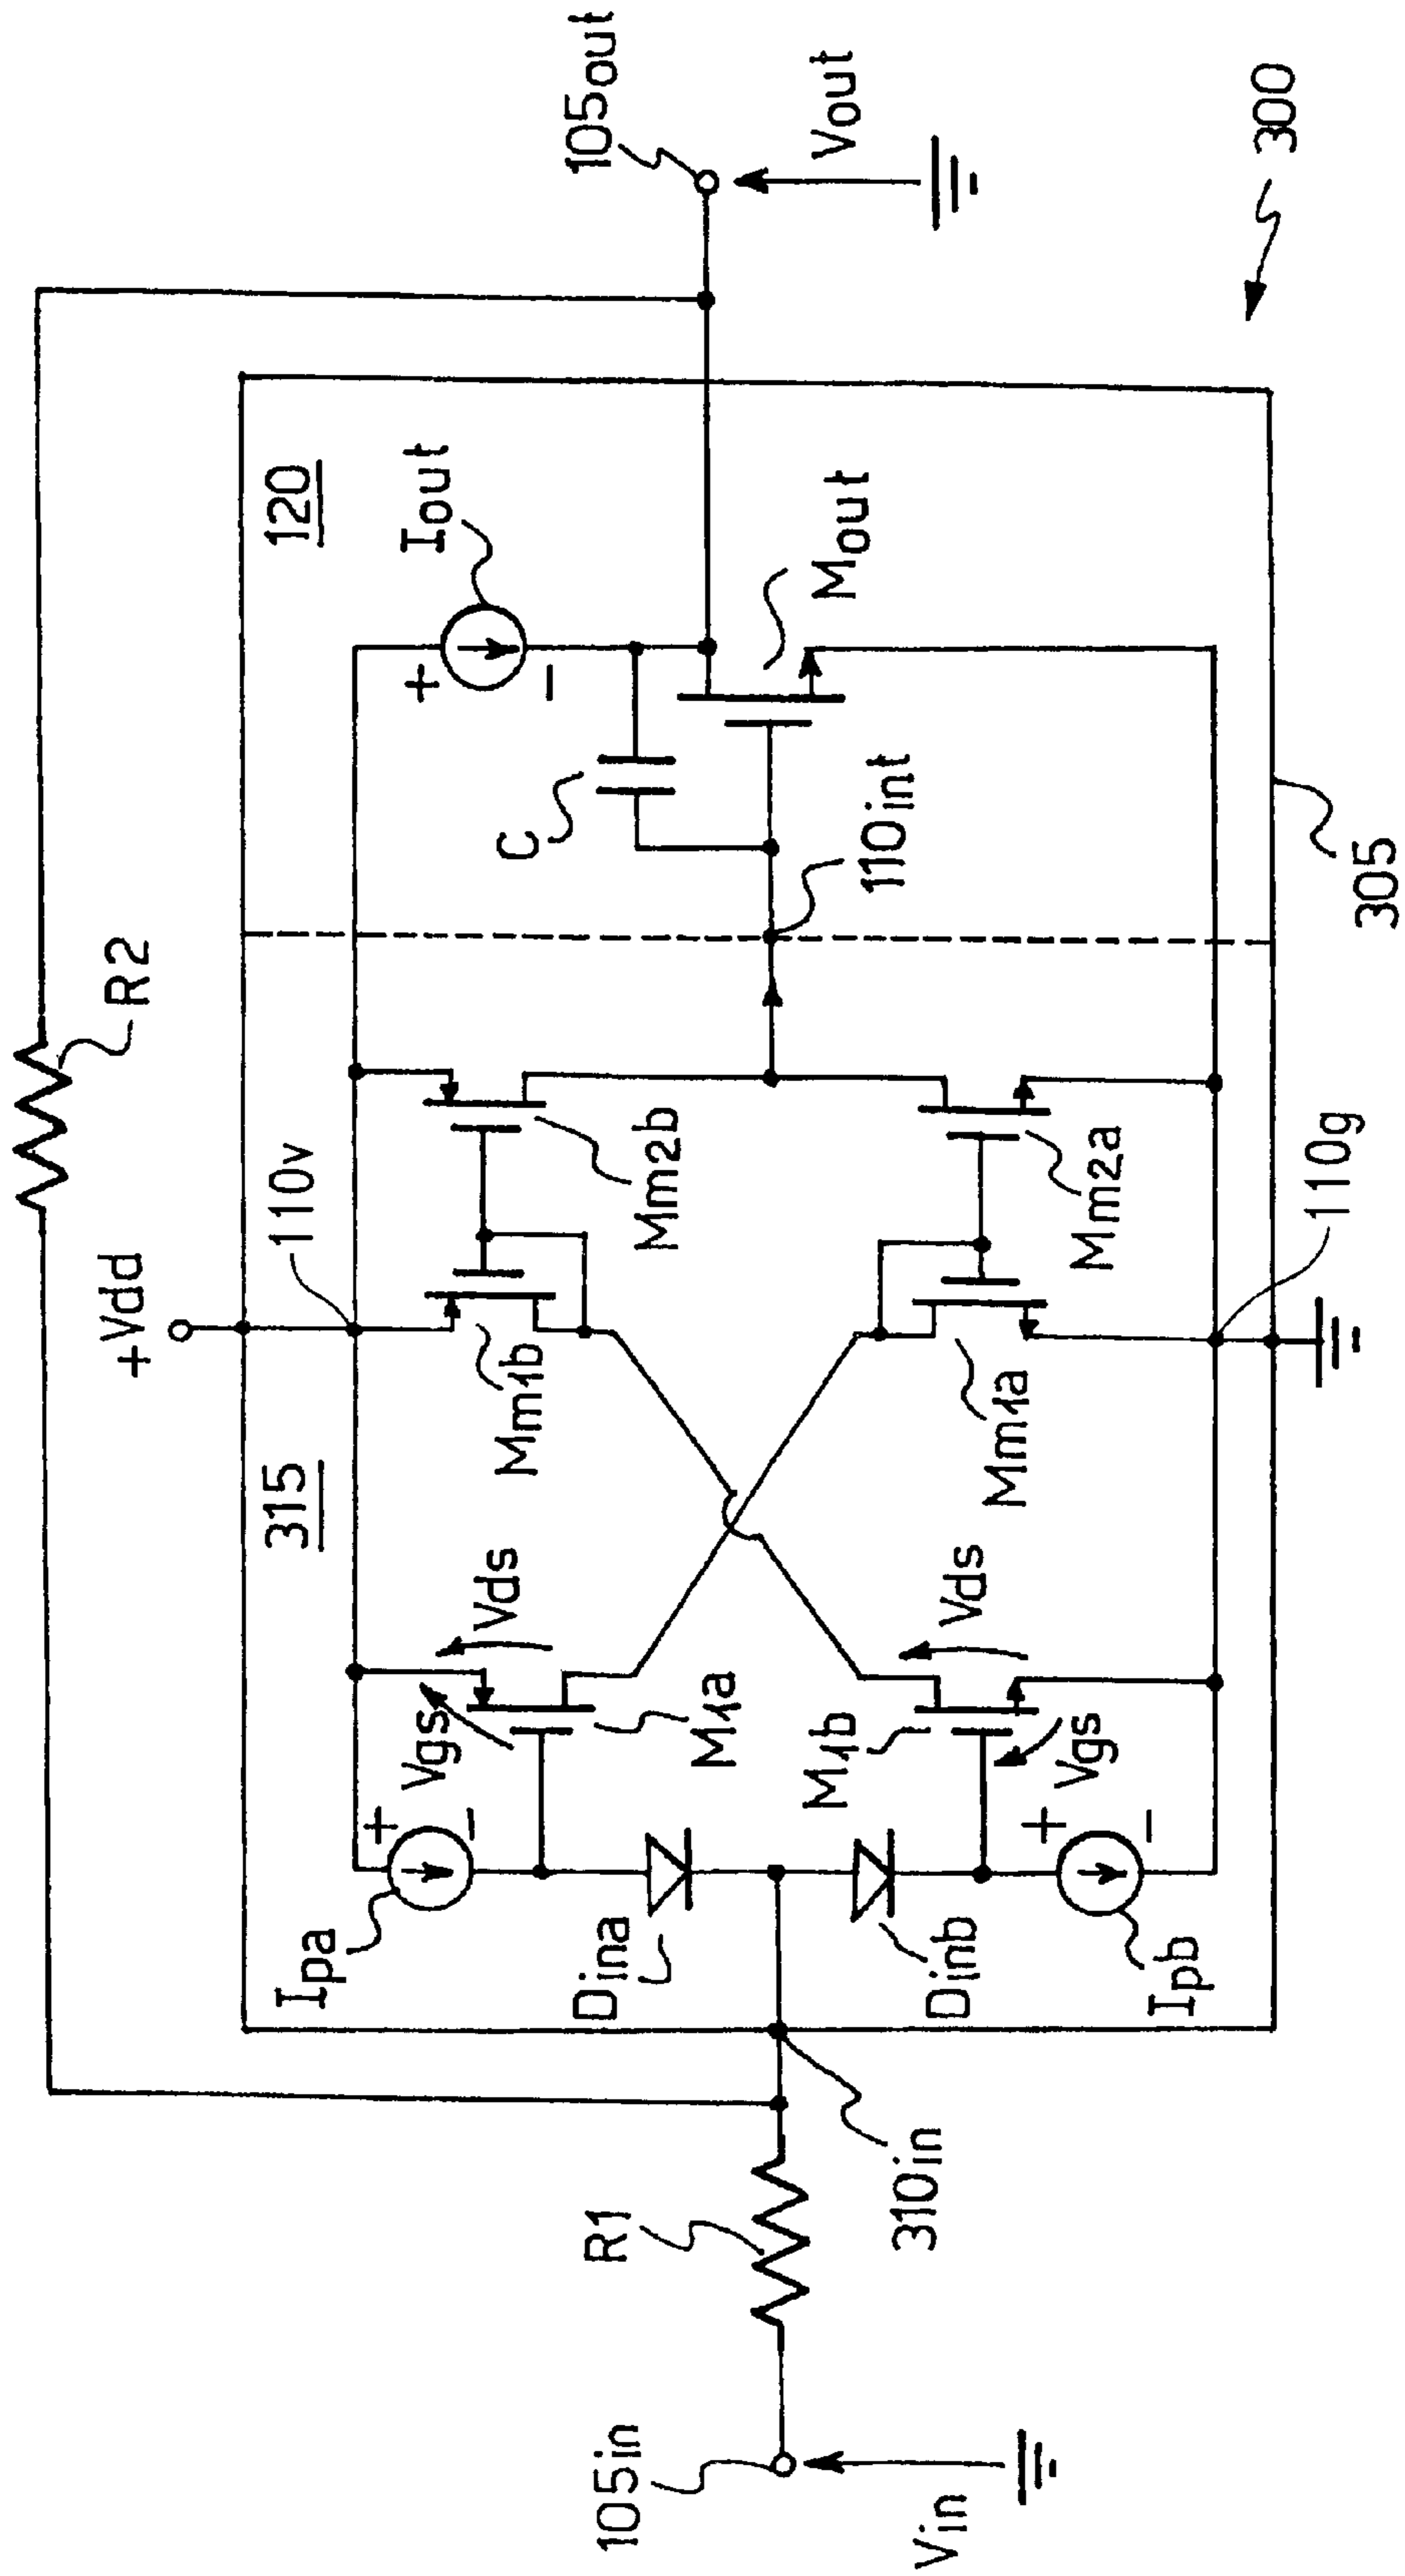 R2
+Vdd
110v
315
120
Ipa
Vgs
Vds
Mm1b
Mm2b
Iout
C
M1a
Dina
105in
R1
105out
Vin
310in
Dinb
M1b
Vds
Vgs
Ipb
Mm1a
Mm2a
110int
Mout
Vout
110g
305
300
+
−
+
−
+
−